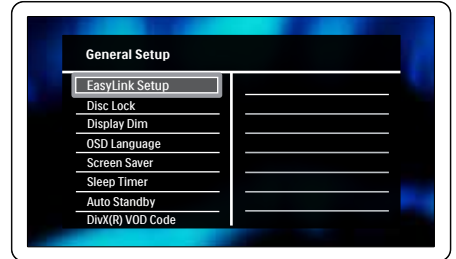 General Setup
EasyLink Setup
Disc Lock
Display Dim
OSD Language
Screen Saver
Sleep Timer
Auto Standby
DivX(R) VOD Code